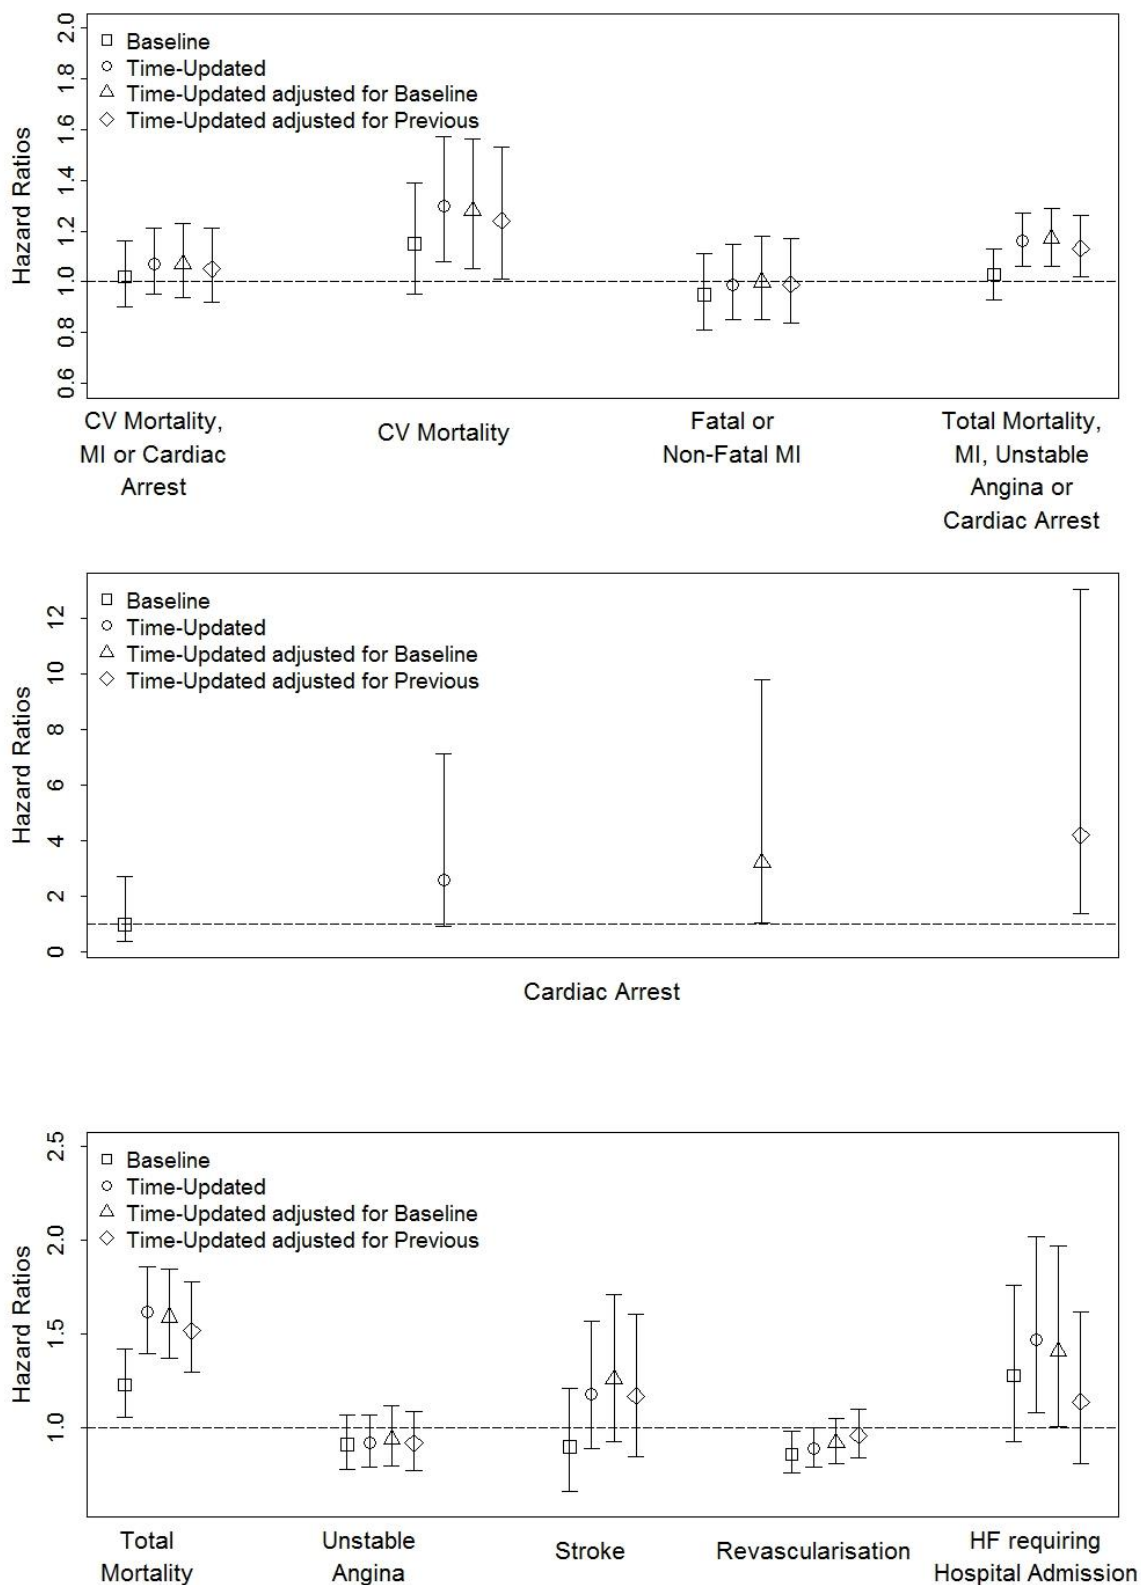 Hazard Ratios
2.0
1.8
1.6
1.4
1.2
1.0
0.8
0.6
Baseline
Time-Updated
Time-Updated adjusted for Baseline
Time-Updated adjusted for Previous
CV Mortality,
MI or Cardiac
Arrest
CV Mortality
Fatal or
Non-Fatal MI
Total Mortality,
MI, Unstable
Angina or
Cardiac Arrest
Hazard Ratios
12
10
8
6
4
2
0
Baseline
Time-Updated
Time-Updated adjusted for Baseline
Time-Updated adjusted for Previous
Cardiac Arrest
Hazard Ratios
2.5
2.0
1.5
1.0
Baseline
Time-Updated
Time-Updated adjusted for Baseline
Time-Updated adjusted for Previous
Total
Mortality
Unstable
Angina
Stroke
Revascularisation
HF requiring
Hospital Admission